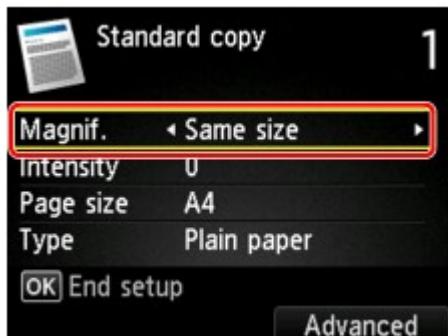 Standard copy 1
Magnif. Same size
Intensity 0
Page size A4
Type Plain paper
OK End setup
Advanced